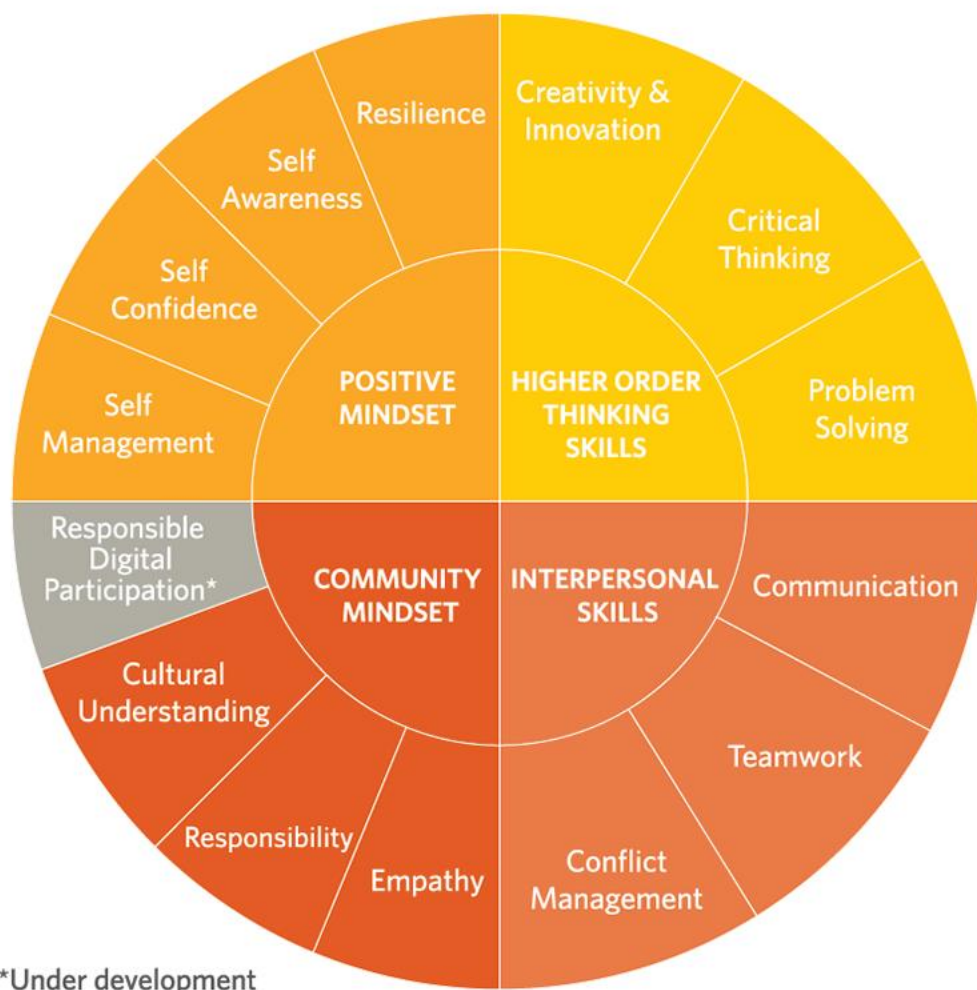 Resilience
Self
Awareness
Self
Confidence
Self
Management
POSITIVE
MINDSET
Creativity &
Innovation
Critical
Thinking
Problem
Solving
HIGHER ORDER
THINKING
SKILLS
Responsible
Digital
Participation*
Cultural
Understanding
Responsibility
Empathy
COMMUNITY
MINDSET
INTERPERSONAL
SKILLS
Communication
Teamwork
Conflict
Management
*Under development